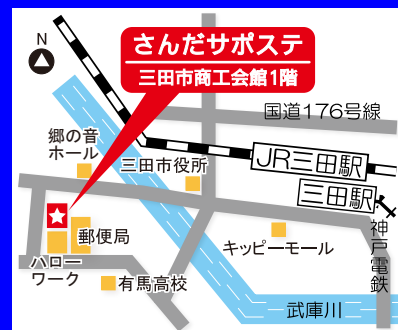 N
さんだサポステ
三田市商工会館1階
国道176号線
郷の音
ホール
三田市役所
JR三田駅
三田駅
神戸電鉄
郵便局
キッピーモール
ハロー
ワーク
有馬高校
武庫川